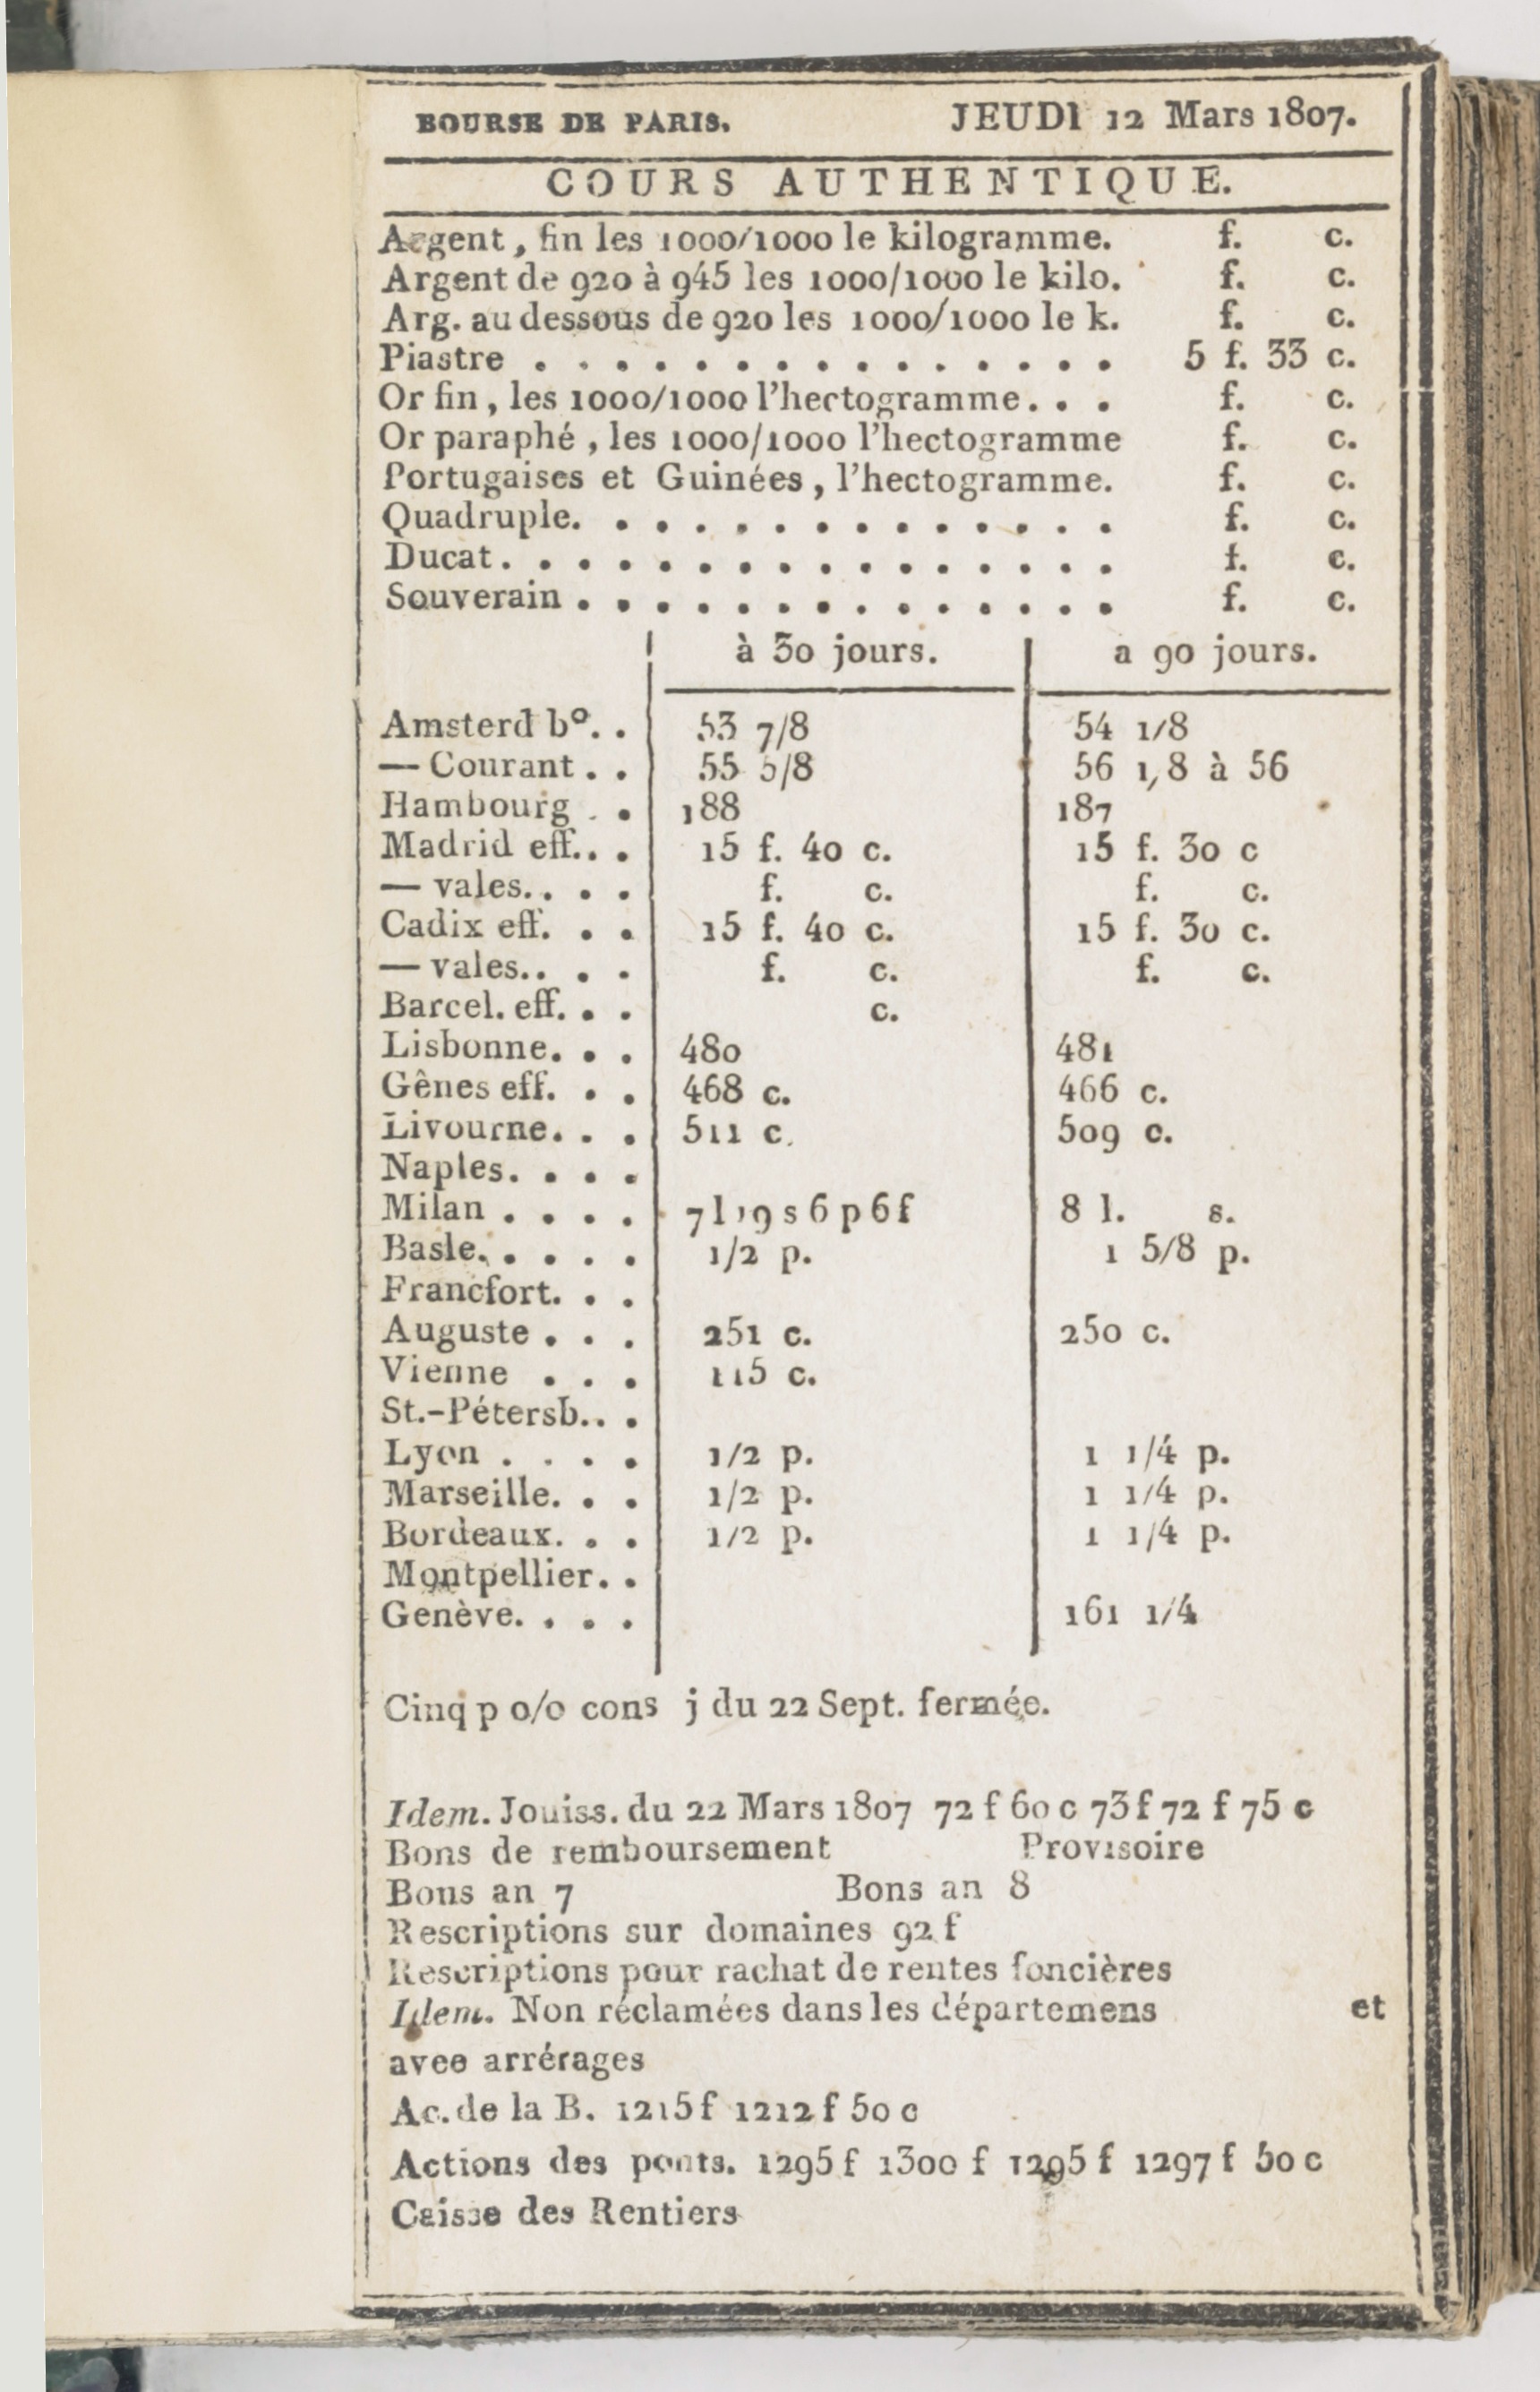 BOURSE DE PARIS. JEUDI 12 Mars 1807.
COURS AUTHENTIQUE.
Argent, fin les 1000/1000 le kilogramme. f. c.
Argent de 920 à 945 les 1000/1000 le kilo. f. c.
Arg. au dessous de 920 les 1000/1000 le k. f. c.
Piastre . . . . . . . . . . . . . . . 5 f. 33 c.
Or fin, les 1000/1000 l'hectogramme. . . f. c.
Or paraphé, les 1000/1000 l'hectogramme f. c.
Portugaises et Guinées, l'hectogramme. f. c.
Quadruple. . . . . . . . . . . . . . f. c.
Ducat. . . . . . . . . . . . . . . . f. c.
Souverain . . . . . . . . . . . . . . f. c.
à 30 jours. a 90 jours.
Amsterd bº. . 53 7/8 54 1/8
— Courant . . 55 5/8 56 1/8 à 56
Hambourg . . 188 187
Madrid eff. . . 15 f. 40 c. 15 f. 30 c
— vales. . . . f. c. f. c.
Cadix eff. . . 15 f. 40 c. 15 f. 30 c.
— vales. . . . f. c. f. c.
Barcel. eff. . . c.
Lisbonne. . . 480 481
Gênes eff. . . 468 c. 466 c.
Livourne. . . 511 c. 509 c.
Naples. . . .
Milan . . . . 7 l 19 s 6 p 6 f 8 l. s.
Basle. . . . . 1/2 p. 1 5/8 p.
Francfort. . .
Auguste . . . 251 c. 250 c.
Vienne . . . 115 c.
St.-Pétersb. . .
Lyon . . . . 1/2 p. 1 1/4 p.
Marseille. . . 1/2 p. 1 1/4 p.
Bordeaux. . . 1/2 p. 1 1/4 p.
Montpellier. .
Genève. . . . 161 1/4
Cinq p 0/0 cons j du 22 Sept. fermée.
Idem. Jouiss. du 22 Mars 1807 72 f 60 c 73 f 72 f 75 c
Bons de remboursement Provisoire
Bons an 7 Bons an 8
Rescriptions sur domaines 92 f
Rescriptions pour rachat de rentes foncières
Idem. Non réclamées dans les départemens et
avec arrérages
Ac. de la B. 1215 f 1212 f 50 c
Actions des ponts. 1295 f 1300 f 1295 f 1297 f 50 c
Caisse des Rentiers